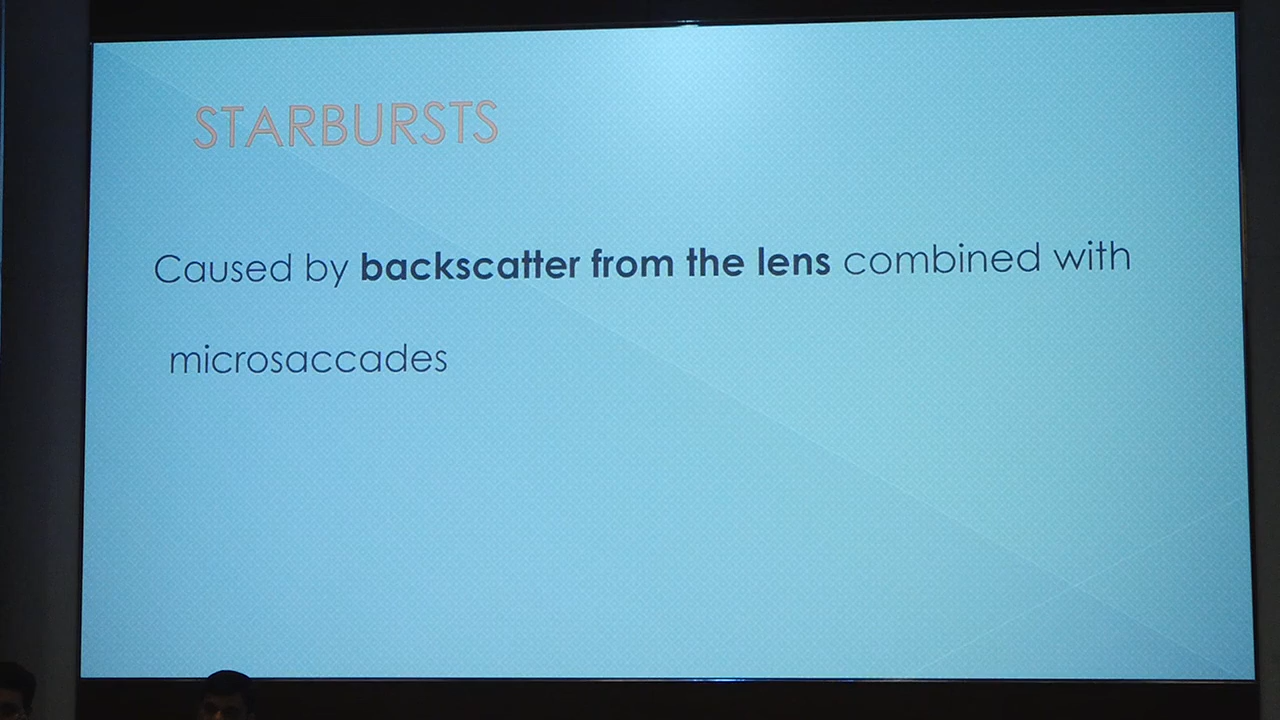 STARBURSTS
Caused by backscatter from the lens combined with
microsaccades